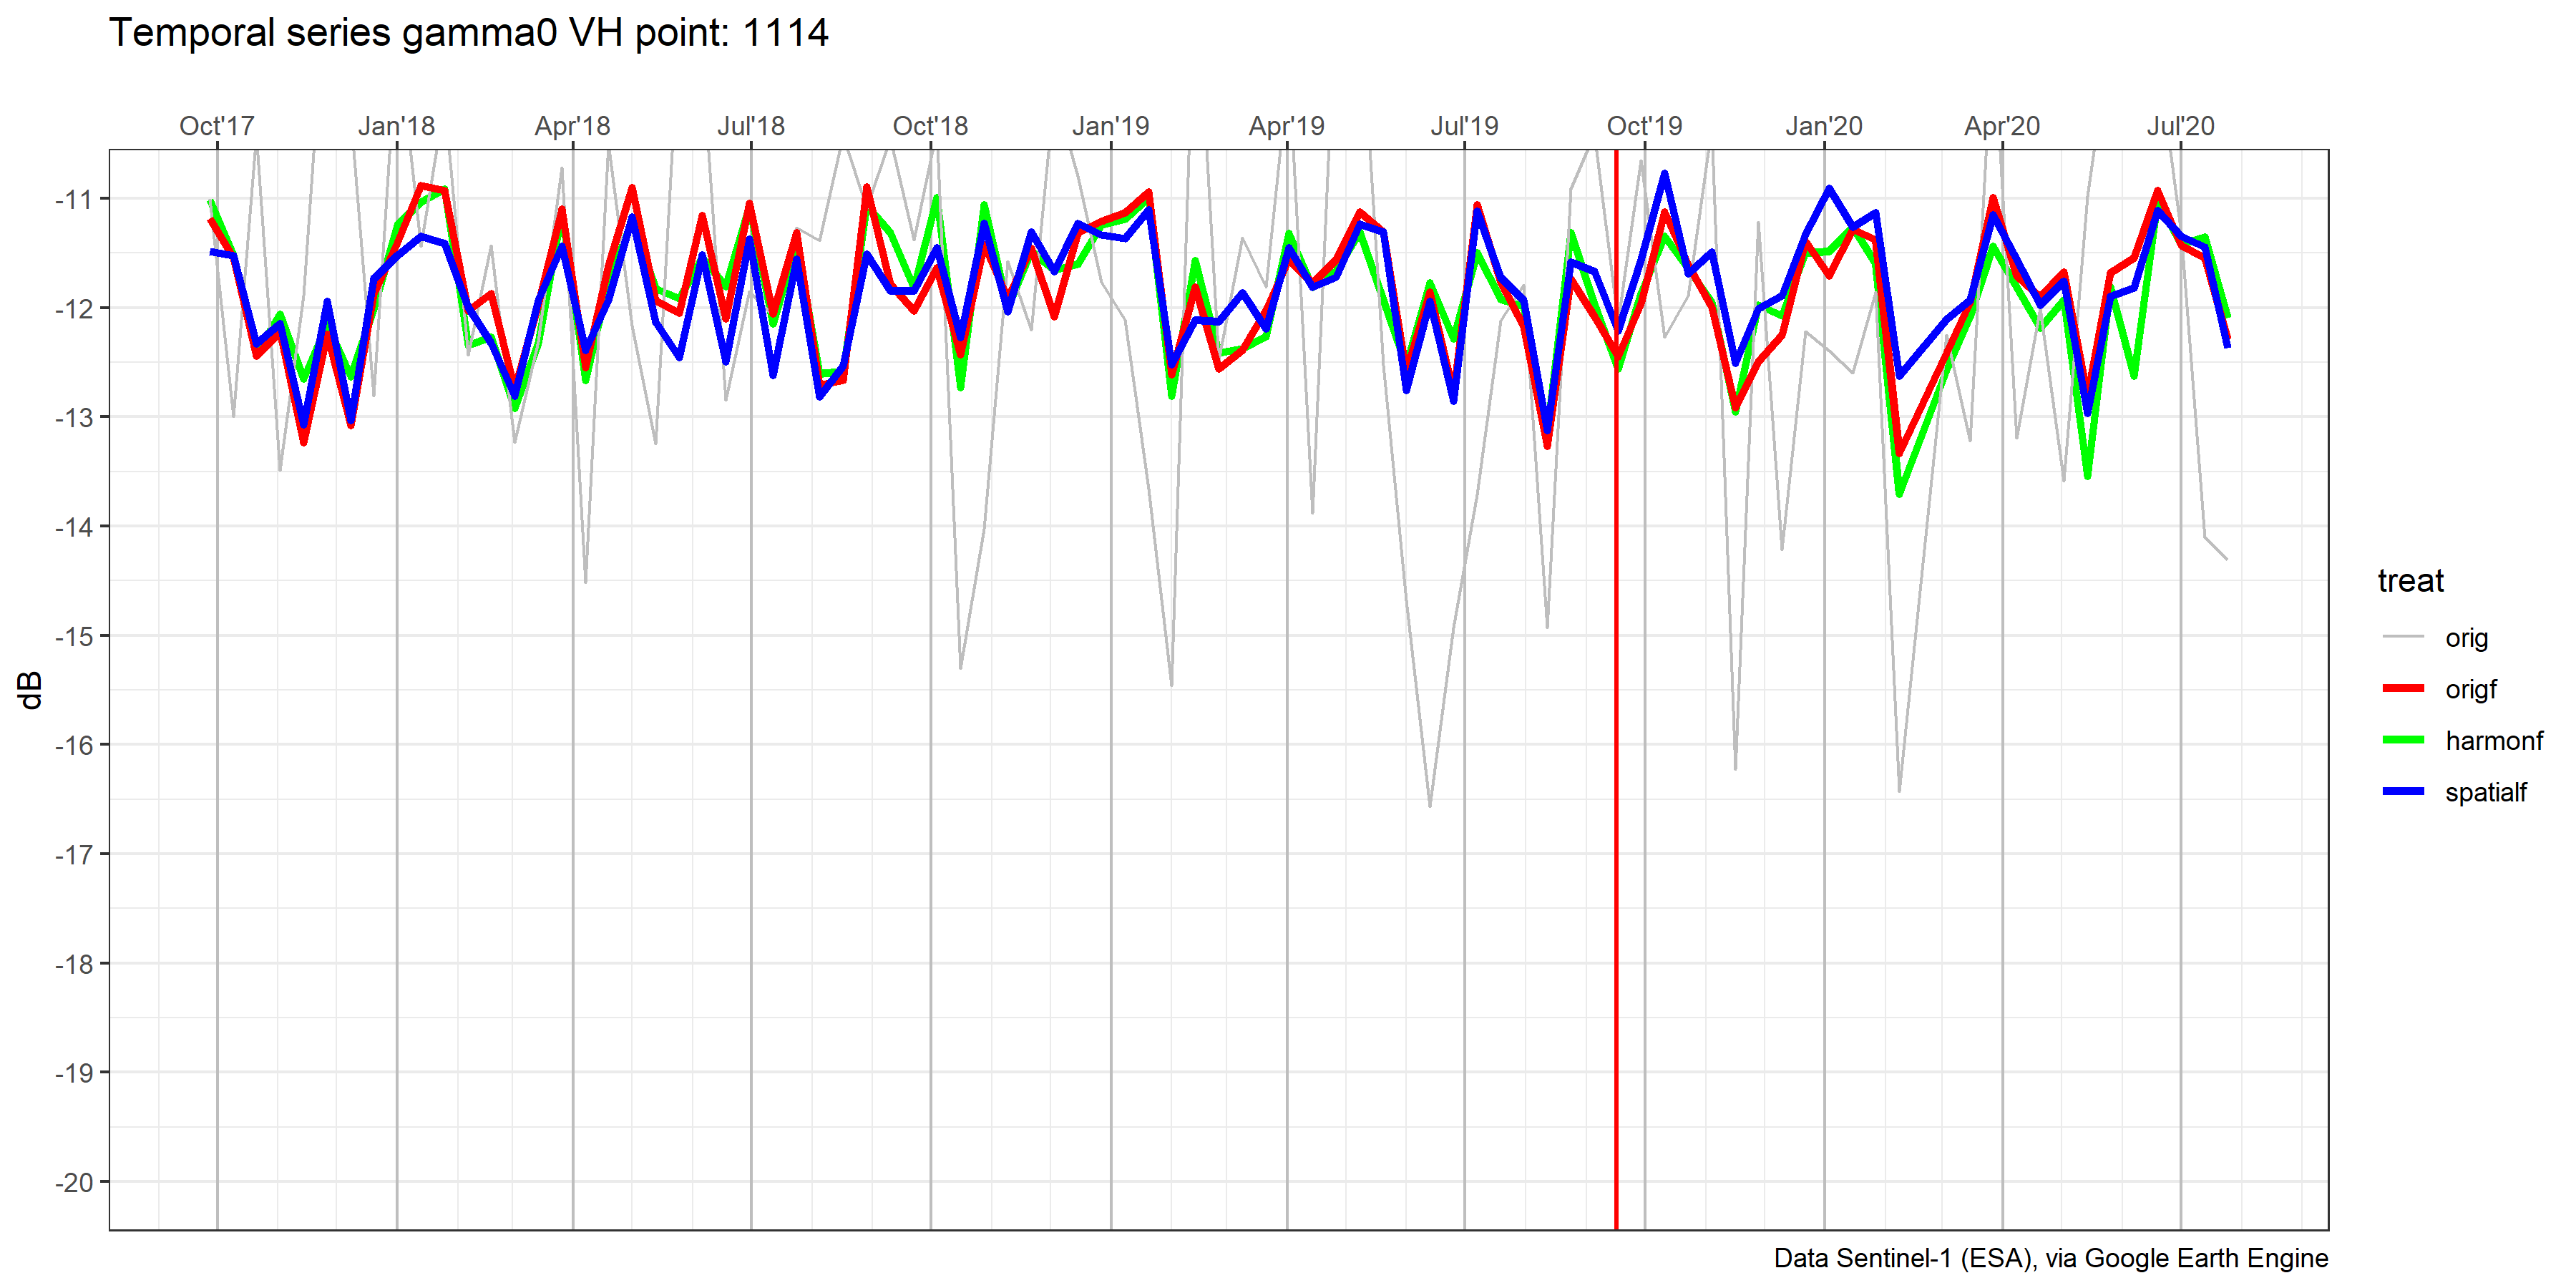 Temporal series gamma0 VH point: 1114
Oct'17 Jan'18 Apr'18 Jul'18 Oct'18 Jan'19 Apr'19 Jul'19 Oct'19 Jan'20 Apr'20 Jul'20
-11
-12
-13
-14
-15
-16
-17
-18
-19
-20
dB
treat
orig
origf
harmonf
spatialf
Data Sentinel-1 (ESA), via Google Earth Engine